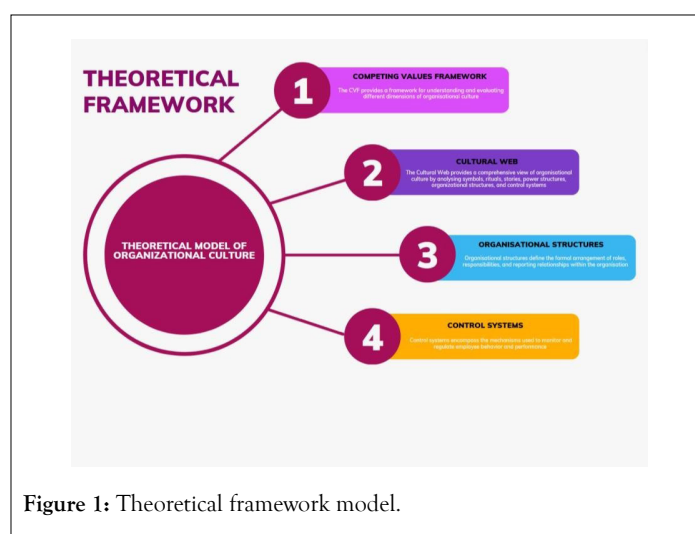 THEORETICAL
FRAMEWORK
1
COMPETING VALUES FRAMEWORK
The CVF provides a framework for understanding and evaluating
different dimensions of organisational culture
2
CULTURAL WEB
The Cultural Web provides a comprehensive view of organisational
culture by analysing symbols, rituals, stories, power structures,
organizational structures, and control systems
THEORETICAL MODEL OF
ORGANIZATIONAL CULTURE
3
ORGANISATIONAL STRUCTURES
Organisational structures define the formal arrangement of roles,
responsibilities, and reporting relationships within the organisation
4
CONTROL SYSTEMS
Control systems encompass the mechanisms used to monitor and
regulate employee behavior and performance
Figure 1: Theoretical framework model.